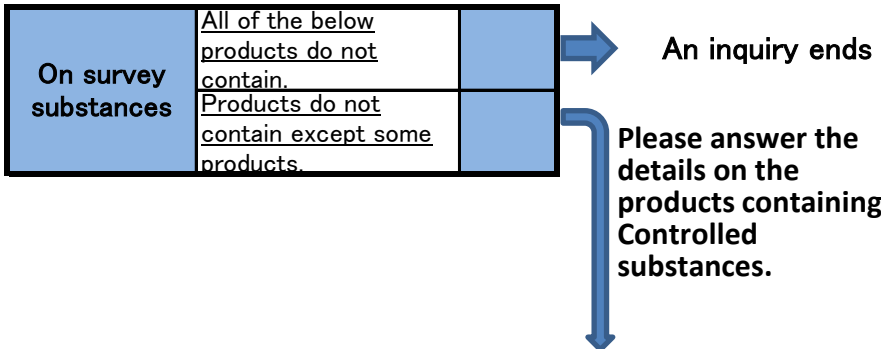 On survey
substances
All of the below
products do not
contain.
Products do not
contain except some
products.
An inquiry ends
Please answer the
details on the
products containing
Controlled
substances.